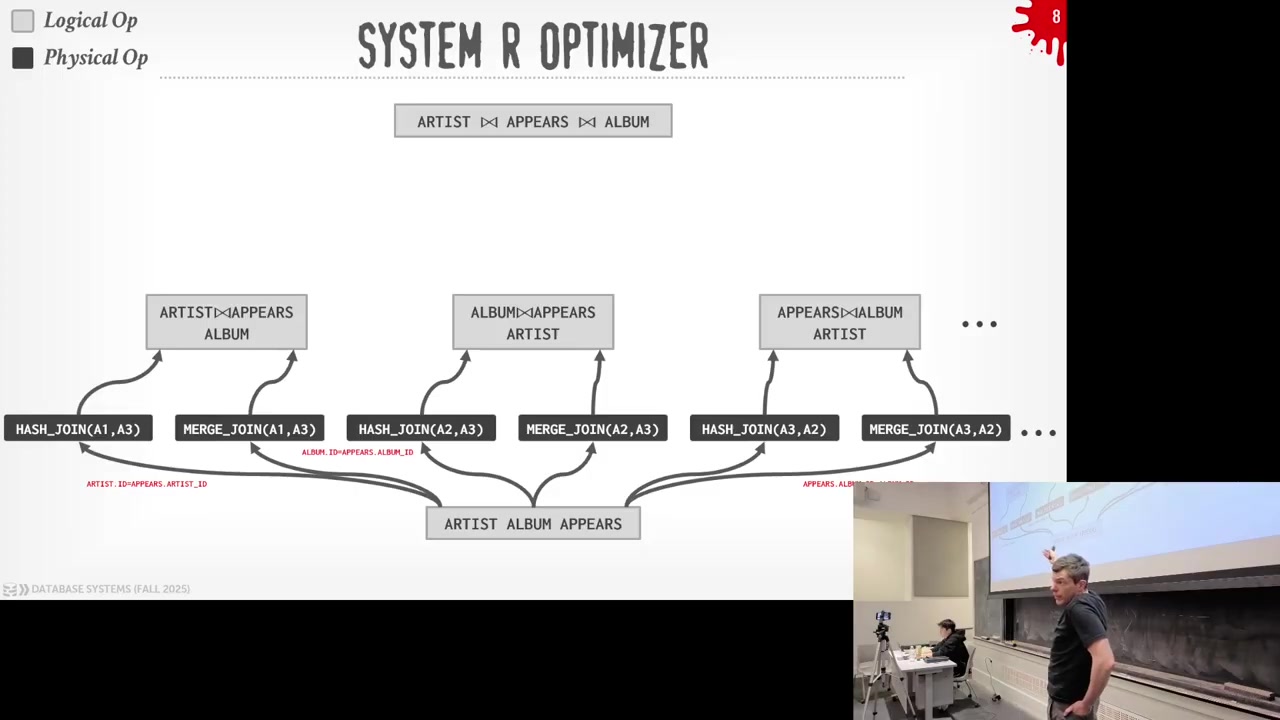 Logical Op
Physical Op
SYSTEM R OPTIMIZER
8
ARTIST ⋈ APPEARS ⋈ ALBUM
ARTIST⋈APPEARS
ALBUM
ALBUM⋈APPEARS
ARTIST
APPEARS⋈ALBUM
ARTIST
• • •
HASH_JOIN(A1,A3)
MERGE_JOIN(A1,A3)
HASH_JOIN(A2,A3)
MERGE_JOIN(A2,A3)
HASH_JOIN(A3,A2)
MERGE_JOIN(A3,A2)
• • •
ALBUM.ID=APPEARS.ALBUM_ID
ARTIST.ID=APPEARS.ARTIST_ID
ARTIST ALBUM APPEARS
DATABASE SYSTEMS (FALL 2025)